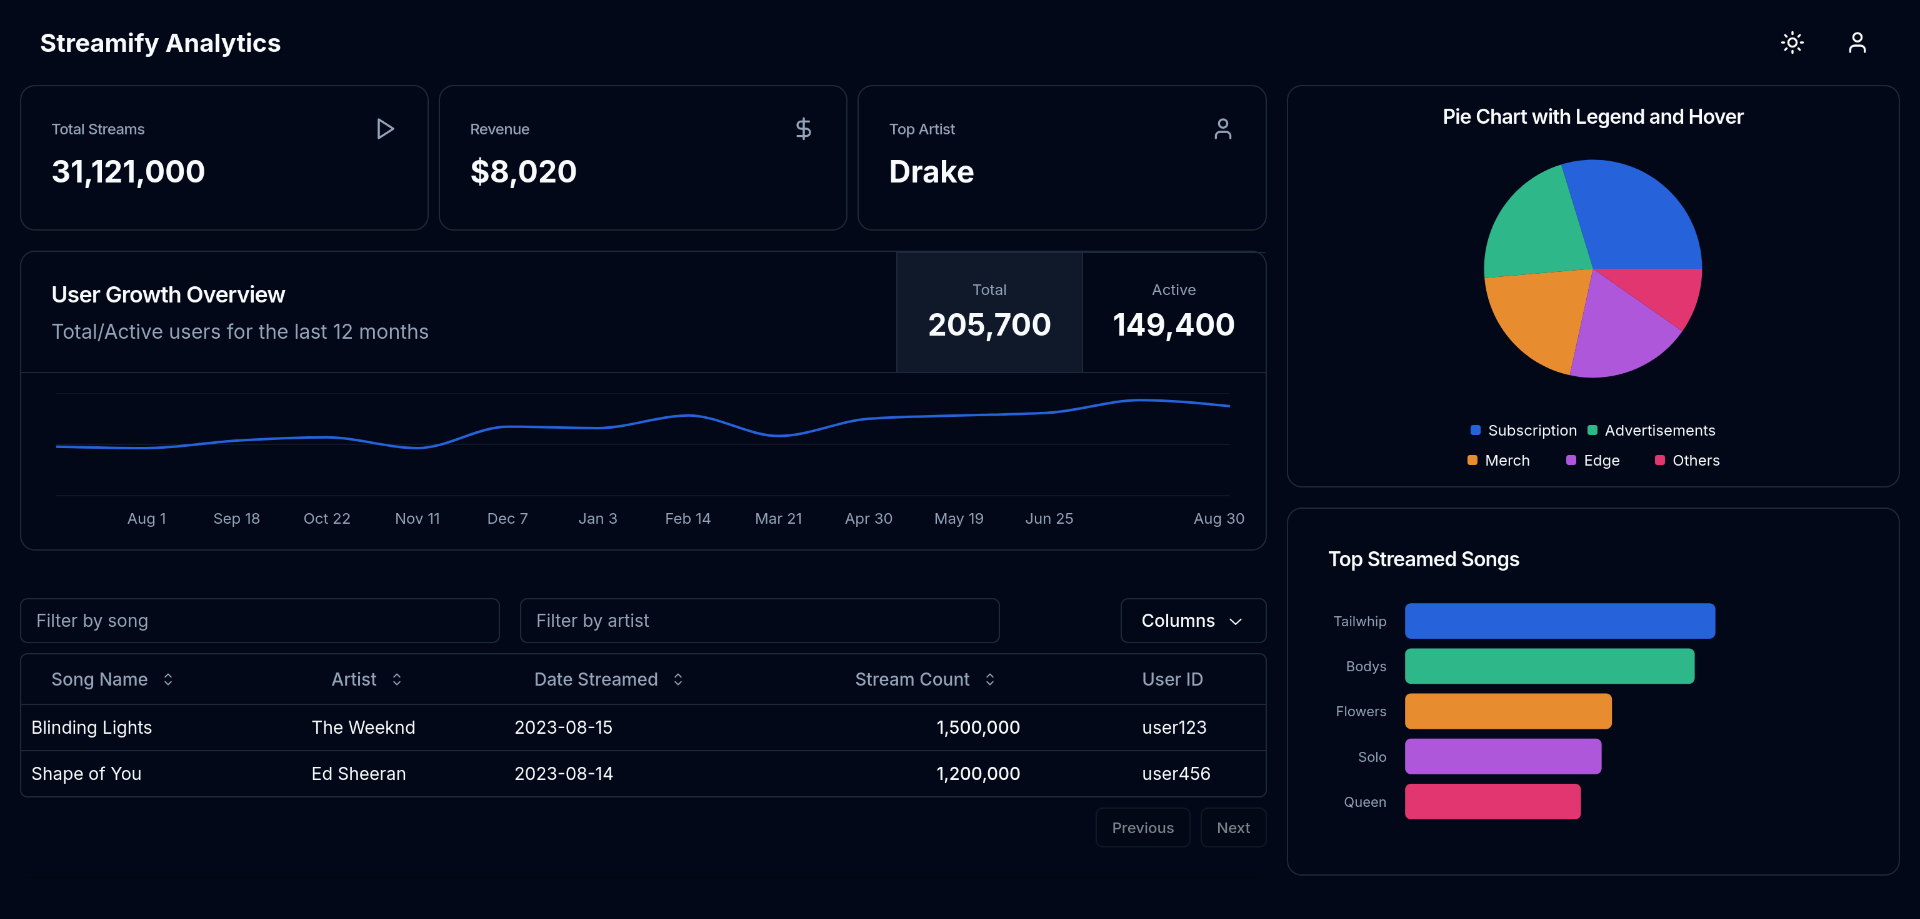 Streamify Analytics
Total Streams
31,121,000
Revenue
$8,020
Top Artist
Drake
User Growth Overview
Total/Active users for the last 12 months
Total
205,700
Active
149,400
Aug 1 Sep 18 Oct 22 Nov 11 Dec 7 Jan 3 Feb 14 Mar 21 Apr 30 May 19 Jun 25 Aug 30
Filter by song
Filter by artist
Columns
Song Name Artist Date Streamed Stream Count User ID
Blinding Lights The Weeknd 2023-08-15 1,500,000 user123
Shape of You Ed Sheeran 2023-08-14 1,200,000 user456
Previous Next
Pie Chart with Legend and Hover
Subscription Advertisements
Merch Edge Others
Top Streamed Songs
Tailwhip
Bodys
Flowers
Solo
Queen